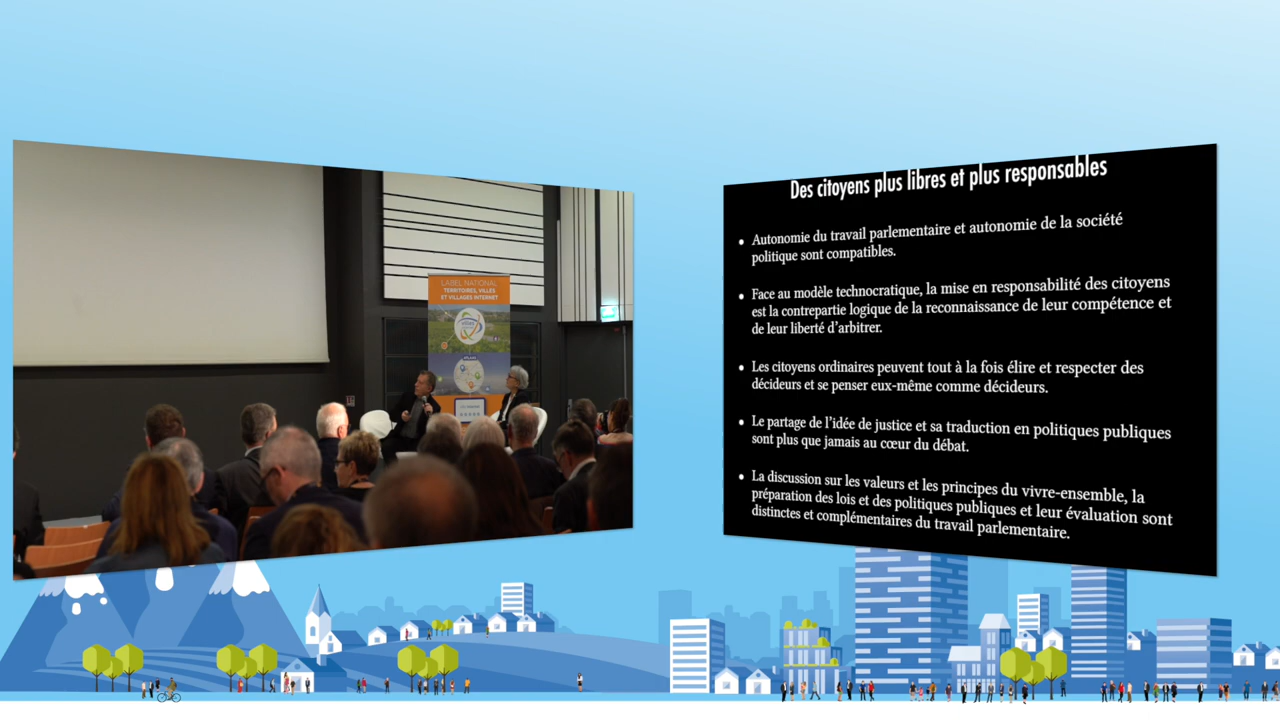 LABEL NATIONAL
TERRITOIRES, VILLES
ET VILLAGES INTERNET
villes
Des citoyens plus libres et plus responsables
• Autonomie du travail parlementaire et autonomie de la société
politique sont compatibles.
• Face au modèle technocratique, la mise en responsabilité des citoyens
est la contrepartie logique de la reconnaissance de leur compétence et
de leur liberté d’arbitrer.
• Les citoyens ordinaires peuvent tout à la fois élire et respecter des
décideurs et se penser eux-même comme décideurs.
• Le partage de l’idée de justice et sa traduction en politiques publiques
sont plus que jamais au cœur du débat.
• La discussion sur les valeurs et les principes du vivre-ensemble, la
préparation des lois et des politiques publiques et leur évaluation sont
distinctes et complémentaires du travail parlementaire.